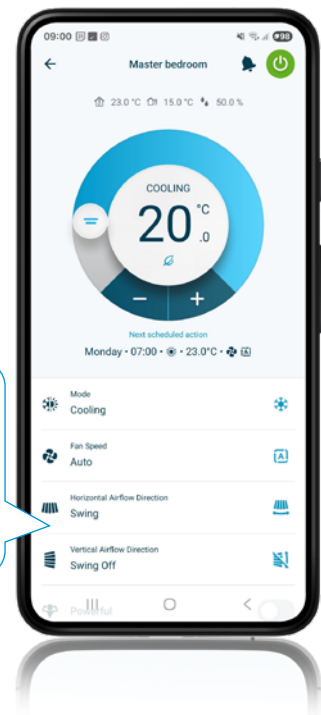 09:00
98
Master bedroom
23.0 °C 15.0 °C 50.0 %
COOLING
20 .0 °C
− +
Next scheduled action
Monday • 07:00 • • 23.0°C •
Mode
Cooling
Fan Speed
Auto
A
Horizontal Airflow Direction
Swing
Vertical Airflow Direction
Swing Off
Powerful